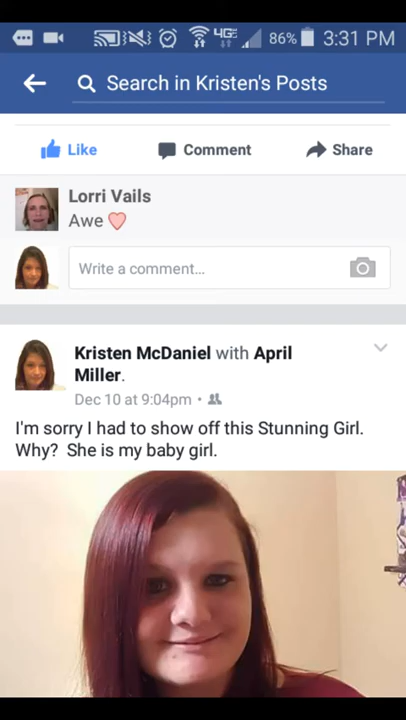 4G 86% 3:31 PM
Search in Kristen's Posts
Like Comment Share
Lorri Vails
Awe
Write a comment...
Kristen McDaniel with April
Miller.
Dec 10 at 9:04pm •
I'm sorry I had to show off this Stunning Girl.
Why? She is my baby girl.